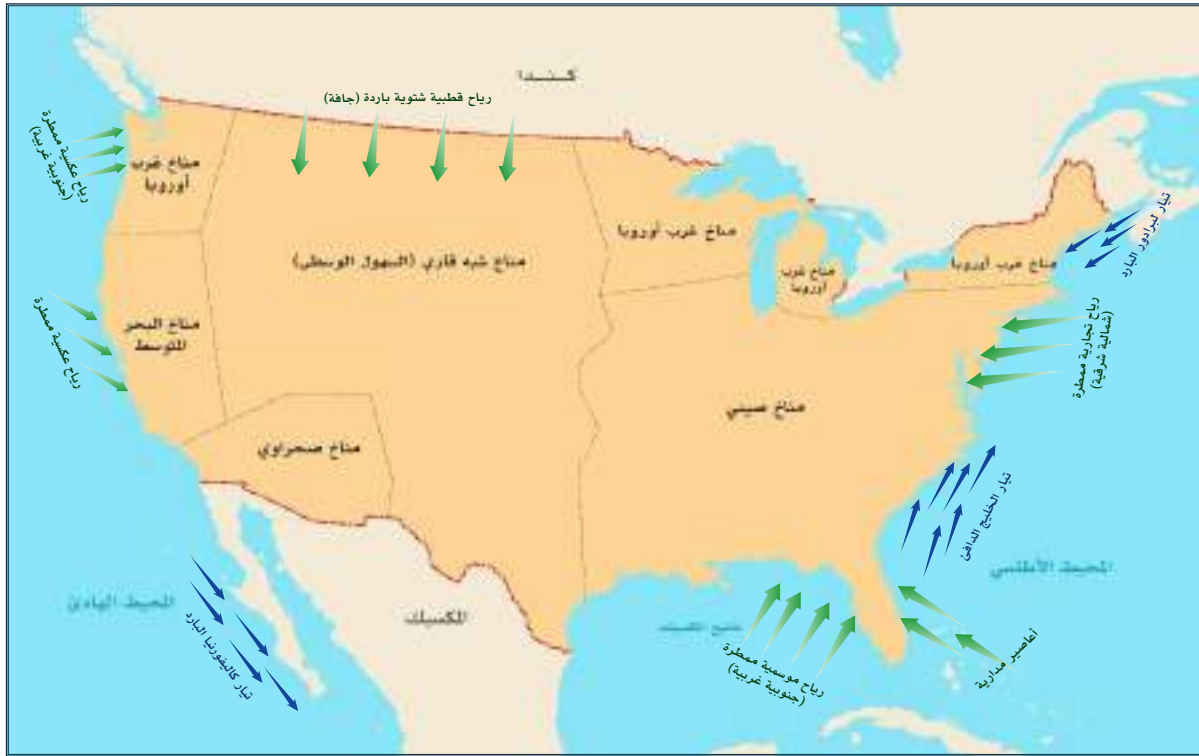 كـنـدا
رياح قطبية شتوية باردة (جافة)
رياح عكسية ممطرة
(جنوبية غربية)
مناخ غرب
أوروبا
مناخ غرب أوروبا
مناخ غرب
أوروبا
مناخ غرب أوروبا
تيار لبرادور البارد
مناخ شبه قاري (السهول الوسطى)
رياح تجارية ممطرة
(شمالية شرقية)
رياح عكسية ممطرة
مناخ البحر
المتوسط
مناخ صيني
مناخ صحراوي
تيار الخليج الدافئ
المحيط الأطلسي
المحيط الهادئ
المكسيك
خليج المكسيك
أعاصير مدارية
رياح موسمية ممطرة
(جنوبية غربية)
تيار كاليفورنيا البارد